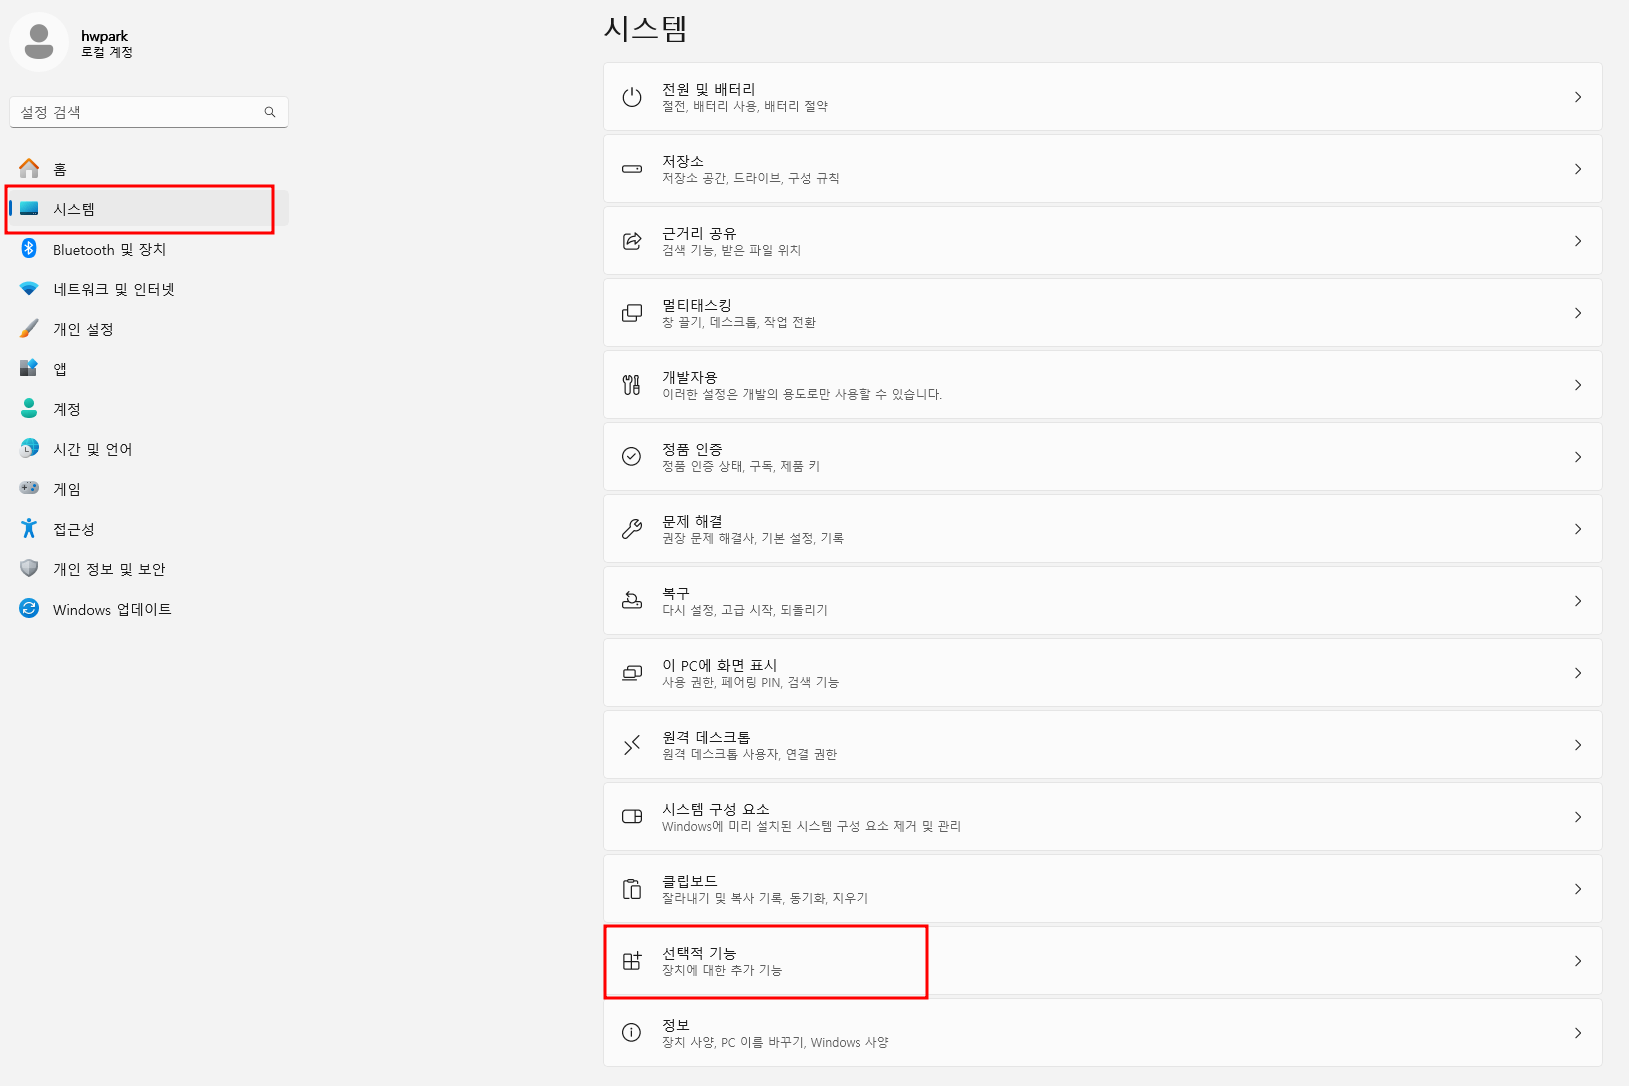 hwpark
로컬 계정
설정 검색
홈
시스템
Bluetooth 및 장치
네트워크 및 인터넷
개인 설정
앱
계정
시간 및 언어
게임
접근성
개인 정보 및 보안
Windows 업데이트
시스템
전원 및 배터리
절전, 배터리 사용, 배터리 절약
저장소
저장소 공간, 드라이브, 구성 규칙
근거리 공유
검색 기능, 받은 파일 위치
멀티태스킹
창 끌기, 데스크톱, 작업 전환
개발자용
이러한 설정은 개발의 용도로만 사용할 수 있습니다.
정품 인증
정품 인증 상태, 구독, 제품 키
문제 해결
권장 문제 해결사, 기본 설정, 기록
복구
다시 설정, 고급 시작, 되돌리기
이 PC에 화면 표시
사용 권한, 페어링 PIN, 검색 기능
원격 데스크톱
원격 데스크톱 사용자, 연결 권한
시스템 구성 요소
Windows에 미리 설치된 시스템 구성 요소 제거 및 관리
클립보드
잘라내기 및 복사 기록, 동기화, 지우기
선택적 기능
장치에 대한 추가 기능
정보
장치 사양, PC 이름 바꾸기, Windows 사양